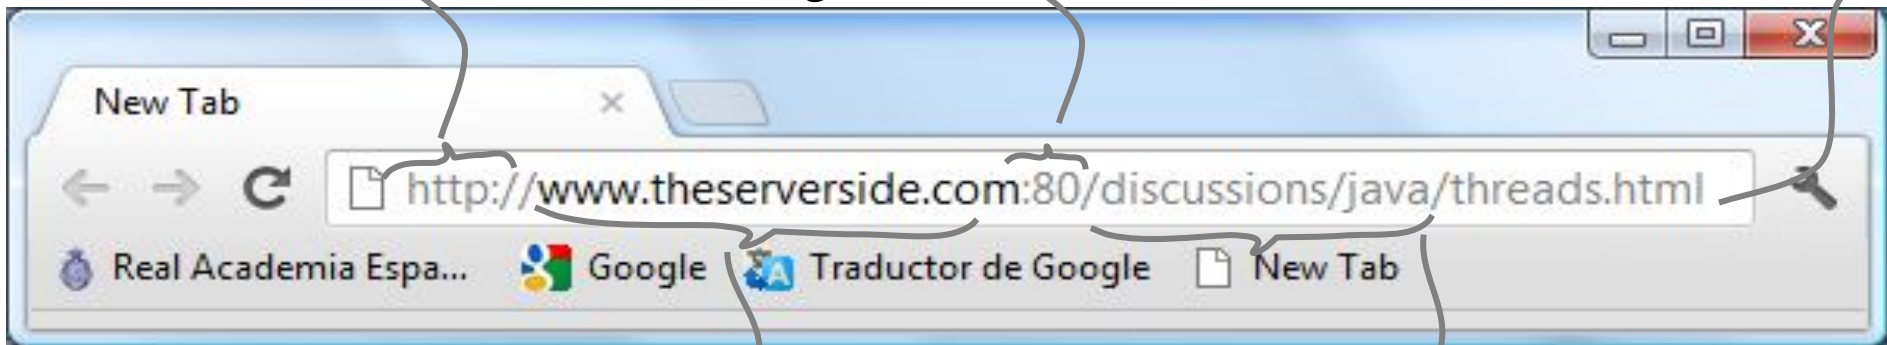 New Tab
http://www.theserverside.com:80/discussions/java/threads.html
Real Academia Espa... Google Traductor de Google New Tab